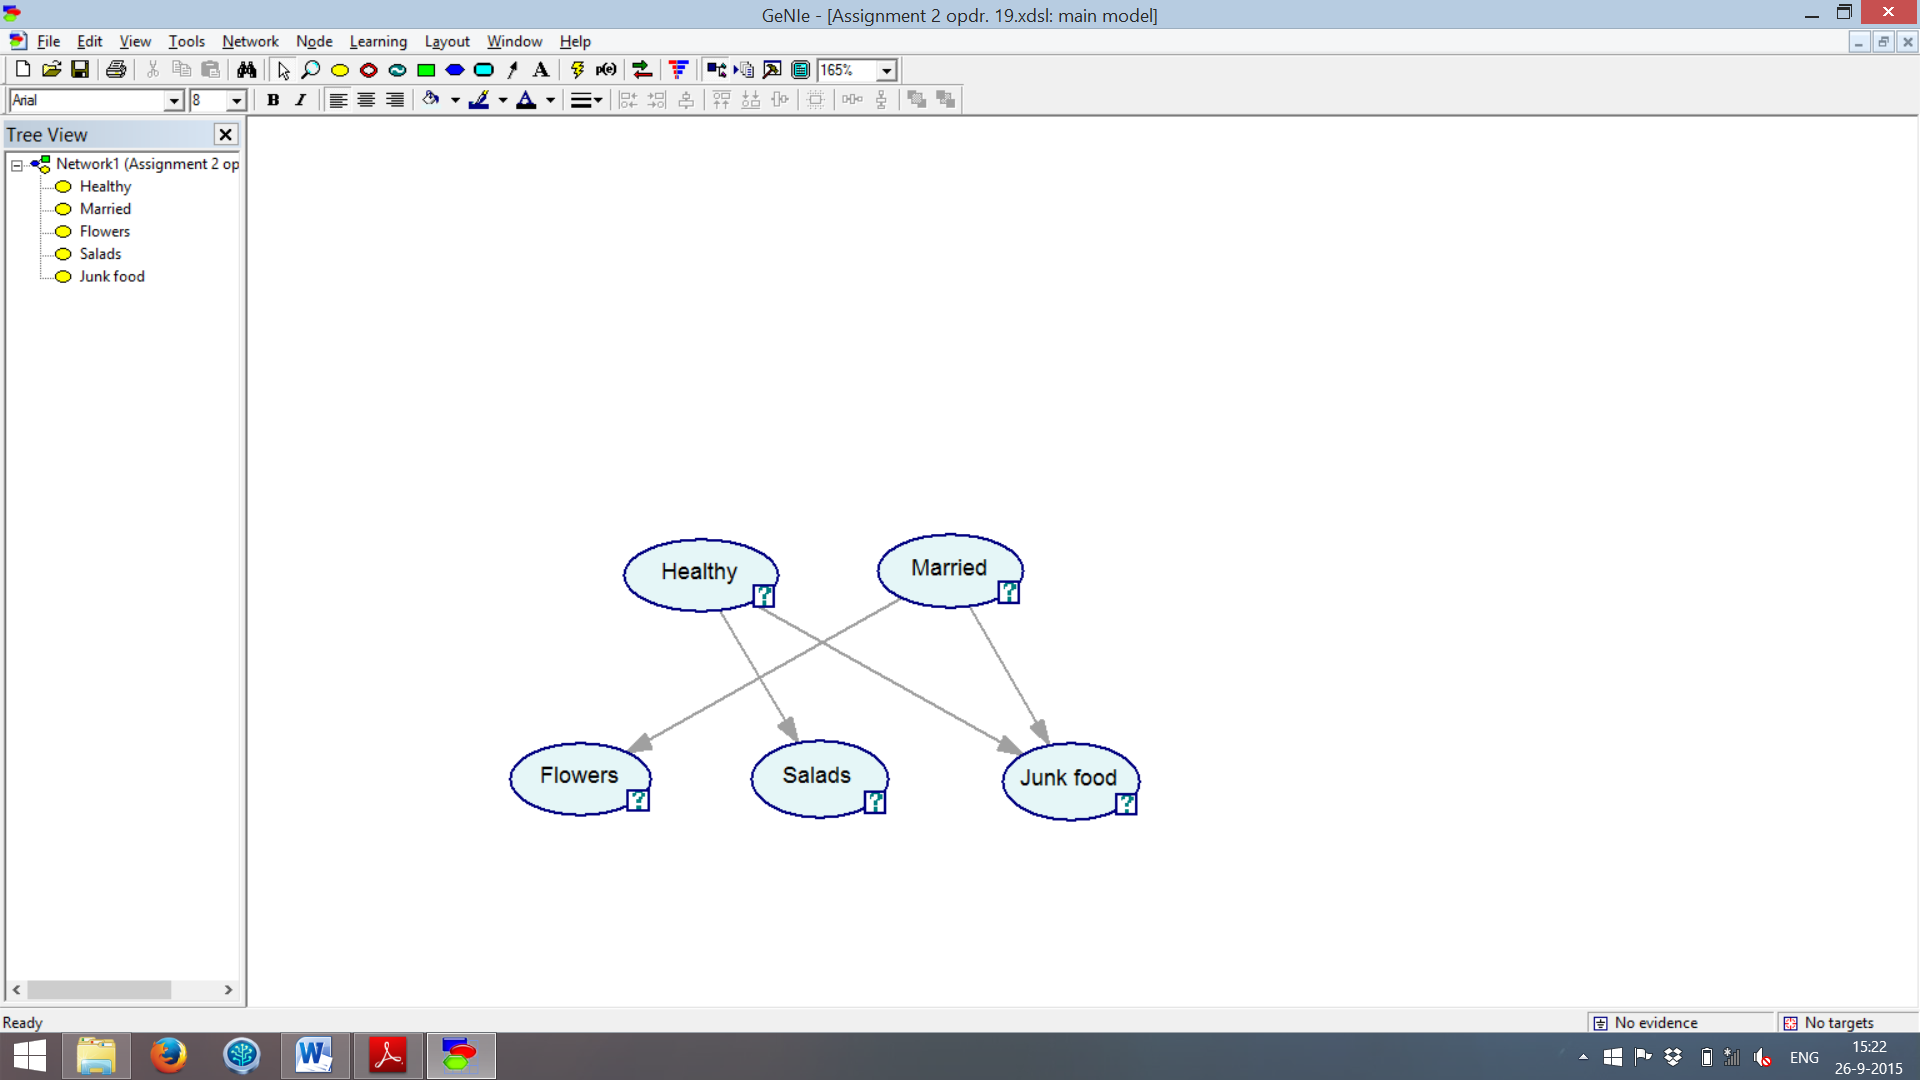 GeNIe - [Assignment 2 opdr. 19.xdsl: main model]
File Edit View Tools Network Node Learning Layout Window Help
p(e) 165%
A
Arial 8 B I A
Tree View
Network1 (Assignment 2 op
Healthy
Married
Flowers
Salads
Junk food
Healthy ?
Married ?
Flowers ?
Salads ?
Junk food ?
Ready
No evidence No targets
ENG
15:22
26-9-2015